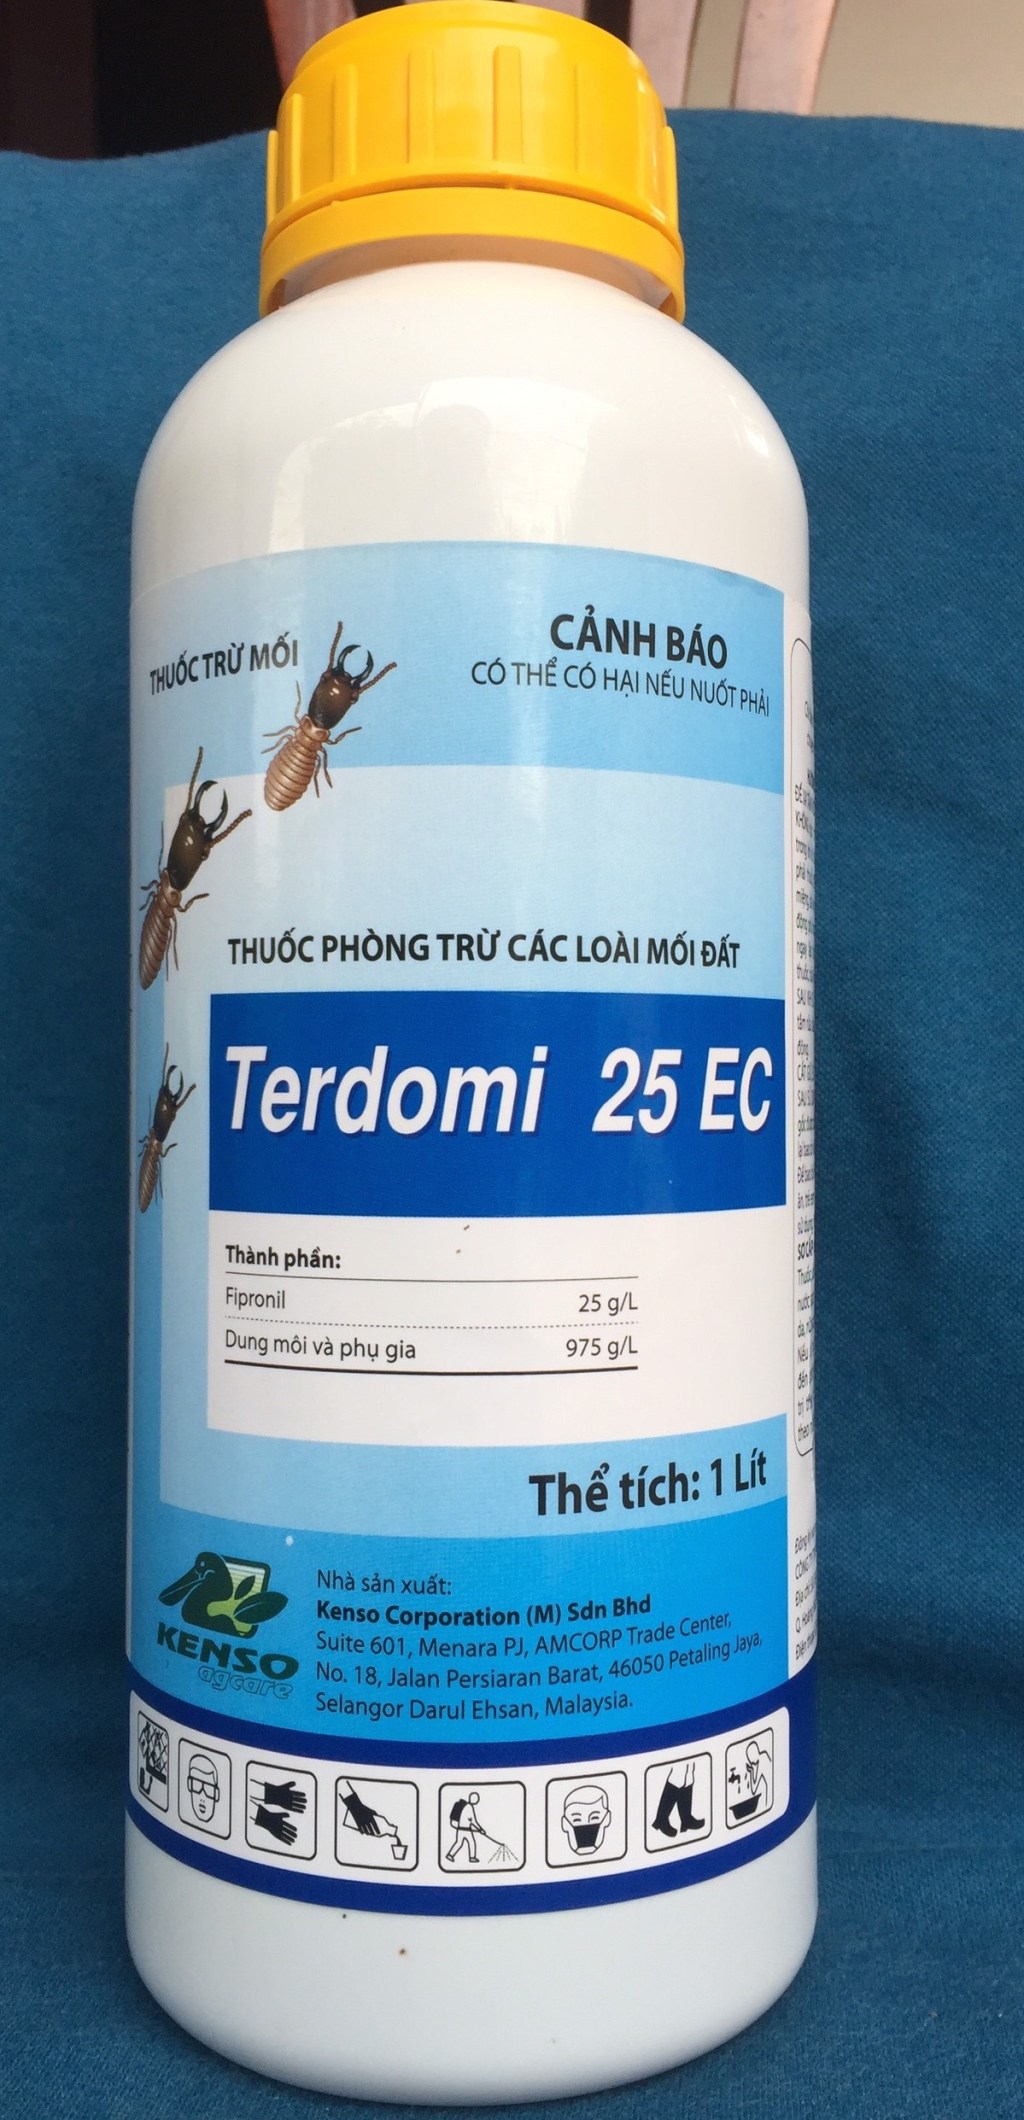 THUỐC TRỪ MỐI
CẢNH BÁO
CÓ THỂ CÓ HẠI NẾU NUỐT PHẢI
THUỐC PHÒNG TRỪ CÁC LOÀI MỐI ĐẤT
Terdomi 25 EC
Thành phần:
Fipronil 25 g/L
Dung môi và phụ gia 975 g/L
Thể tích: 1 Lít
KENSO
agcare
Nhà sản xuất:
Kenso Corporation (M) Sdn Bhd
Suite 601, Menara PJ, AMCORP Trade Center,
No. 18, Jalan Persiaran Barat, 46050 Petaling Jaya,
Selangor Darul Ehsan, Malaysia.